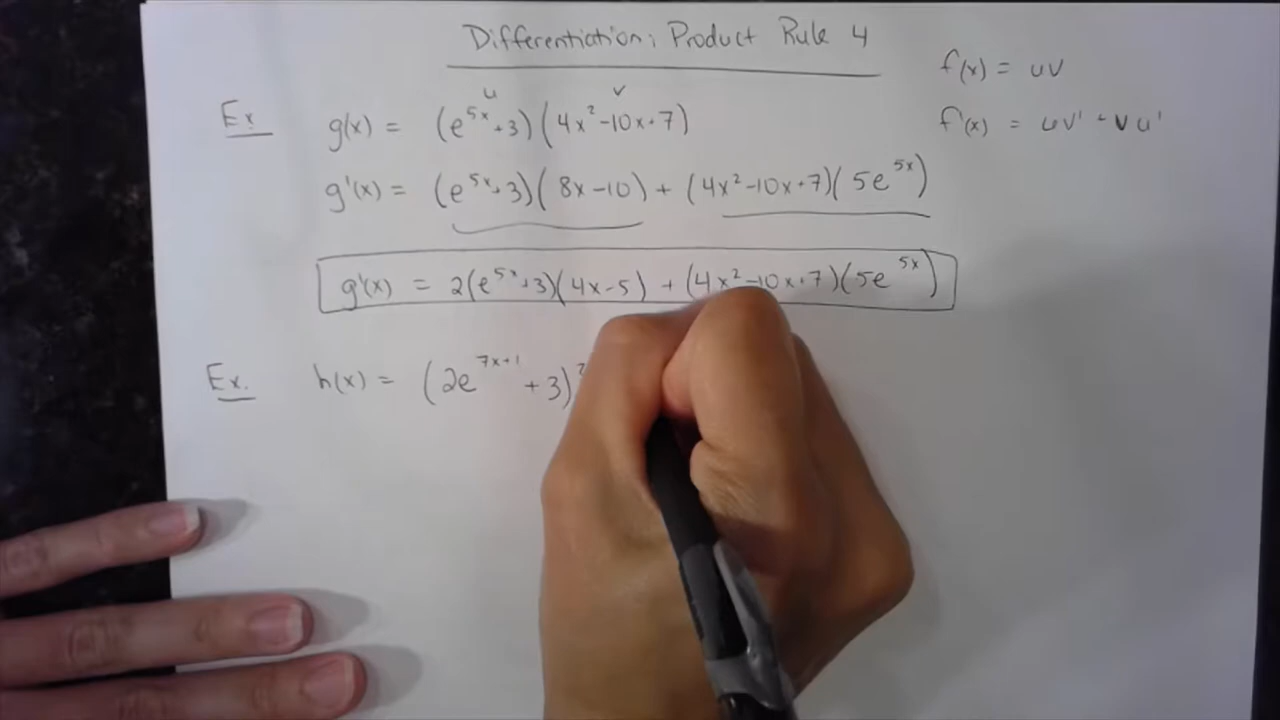 Differentiation: Product Rule 4
f(x) = uv
f'(x) = uv' + vu'
u v
Ex g(x) = (e^5x + 3)(4x² - 10x + 7)
g'(x) = (e^5x + 3)(8x - 10) + (4x² - 10x + 7)(5e^5x)
g'(x) = 2(e^5x + 3)(4x - 5) + (4x² - 10x + 7)(5e^5x)
Ex. h(x) = (2e^7x+1 + 3)